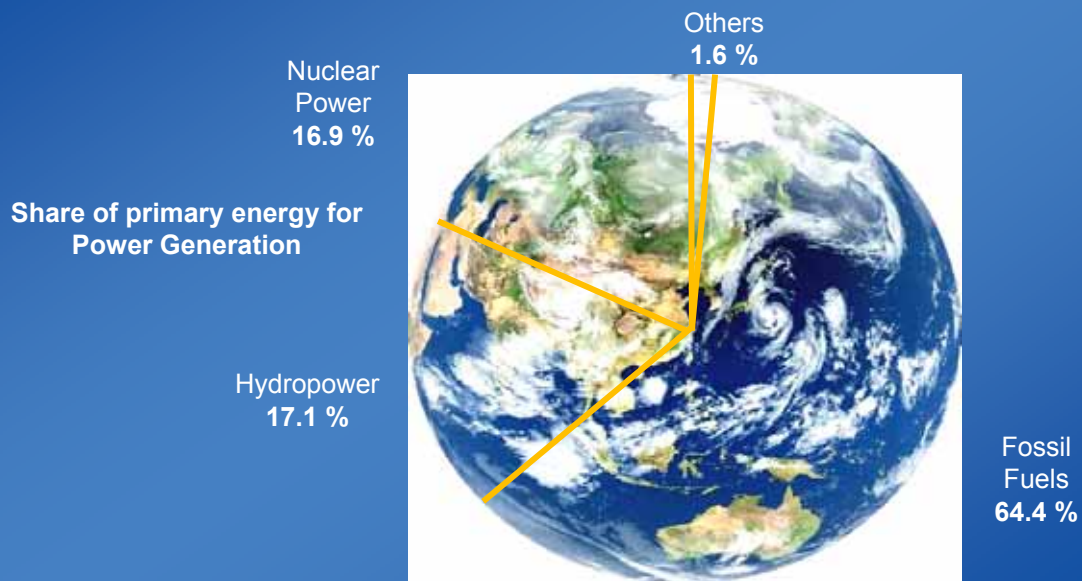 Others
1.6 %
Nuclear
Power
16.9 %
Share of primary energy for
Power Generation
Hydropower
17.1 %
Fossil
Fuels
64.4 %